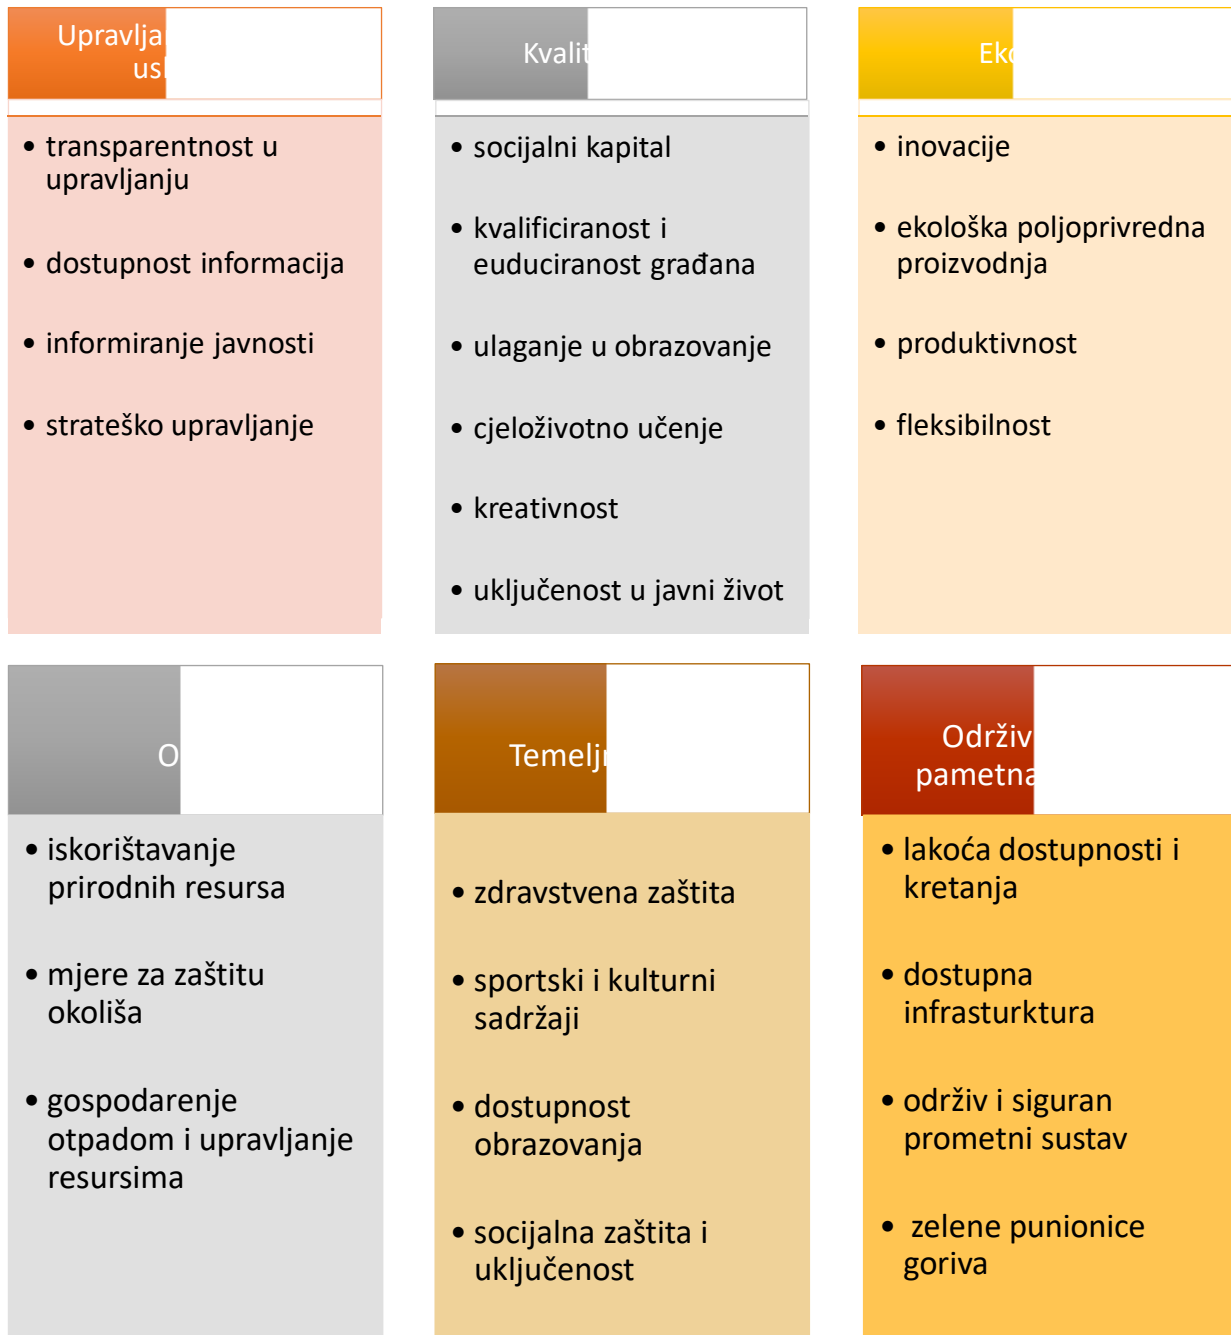 Upravlja
usl
• transparentnost u
upravljanju
• dostupnost informacija
• informiranje javnosti
• strateško upravljanje
Kvalit
• socijalni kapital
• kvalificiranost i
euduciranost građana
• ulaganje u obrazovanje
• cjeloživotno učenje
• kreativnost
• uključenost u javni život
Eko
• inovacije
• ekološka poljoprivredna
proizvodnja
• produktivnost
• fleksibilnost
O
• iskorištavanje
prirodnih resursa
• mjere za zaštitu
okoliša
• gospodarenje
otpadom i upravljanje
resursima
Temelj
• zdravstvena zaštita
• sportski i kulturni
sadržaji
• dostupnost
obrazovanja
• socijalna zaštita i
uključenost
Održiv
pametna
• lakoća dostupnosti i
kretanja
• dostupna
infrasturktura
• održiv i siguran
prometni sustav
• zelene punionice
goriva